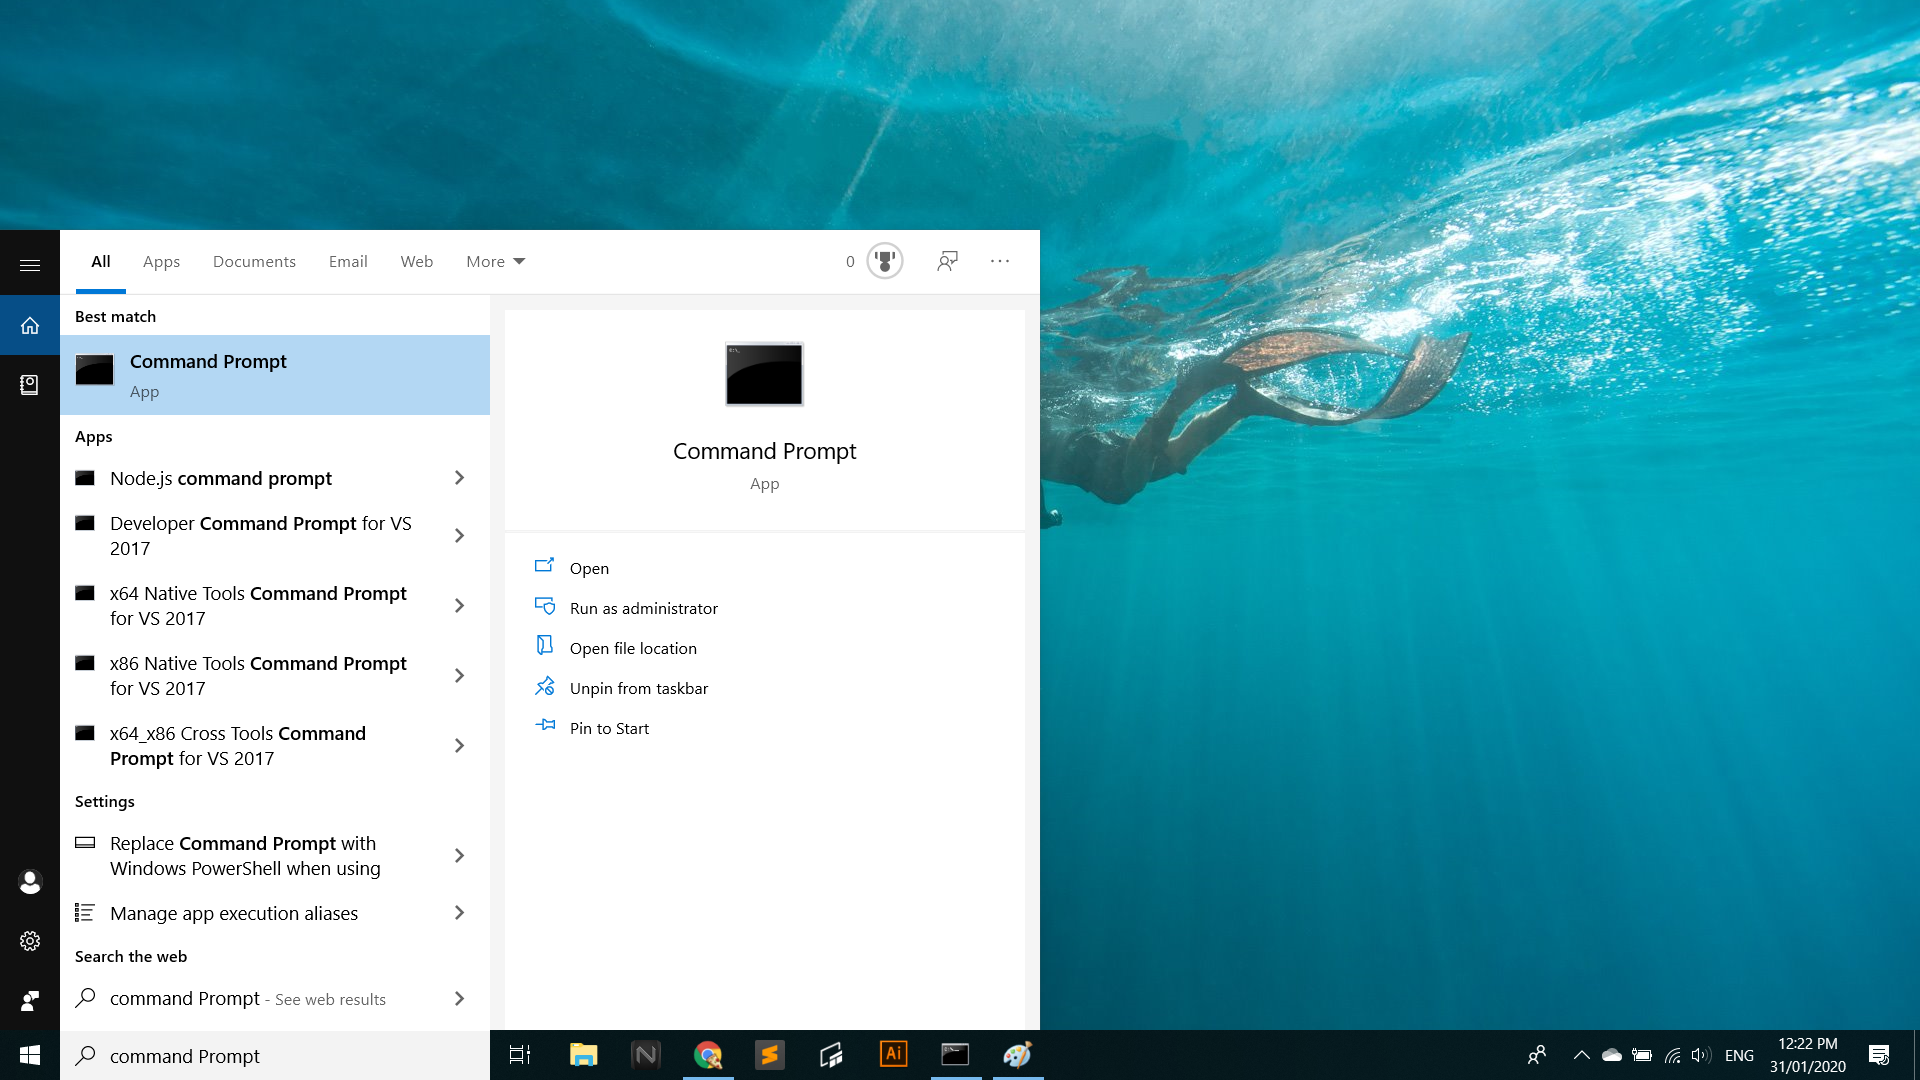 All Apps Documents Email Web More 0
Best match
Command Prompt
App
Apps
Node.js command prompt
Developer Command Prompt for VS
2017
x64 Native Tools Command Prompt
for VS 2017
x86 Native Tools Command Prompt
for VS 2017
x64_x86 Cross Tools Command
Prompt for VS 2017
Settings
Replace Command Prompt with
Windows PowerShell when using
Manage app execution aliases
Search the web
command Prompt - See web results
command Prompt
Command Prompt
App
Open
Run as administrator
Open file location
Unpin from taskbar
Pin to Start
N
Ai
ENG
12:22 PM
31/01/2020